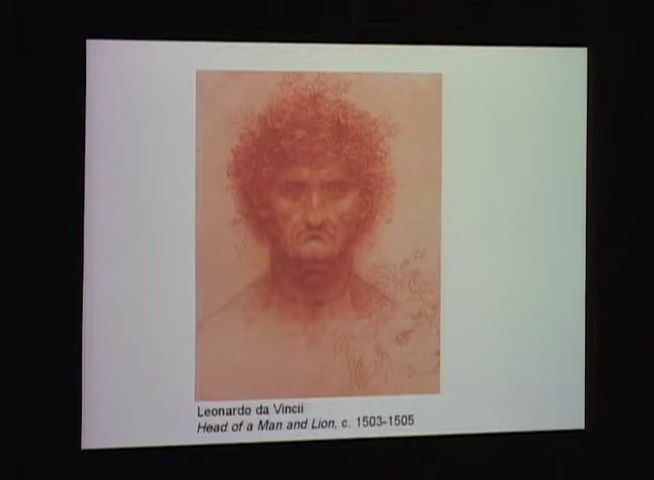 Leonardo da Vincii
Head of a Man and Lion, c. 1503-1505